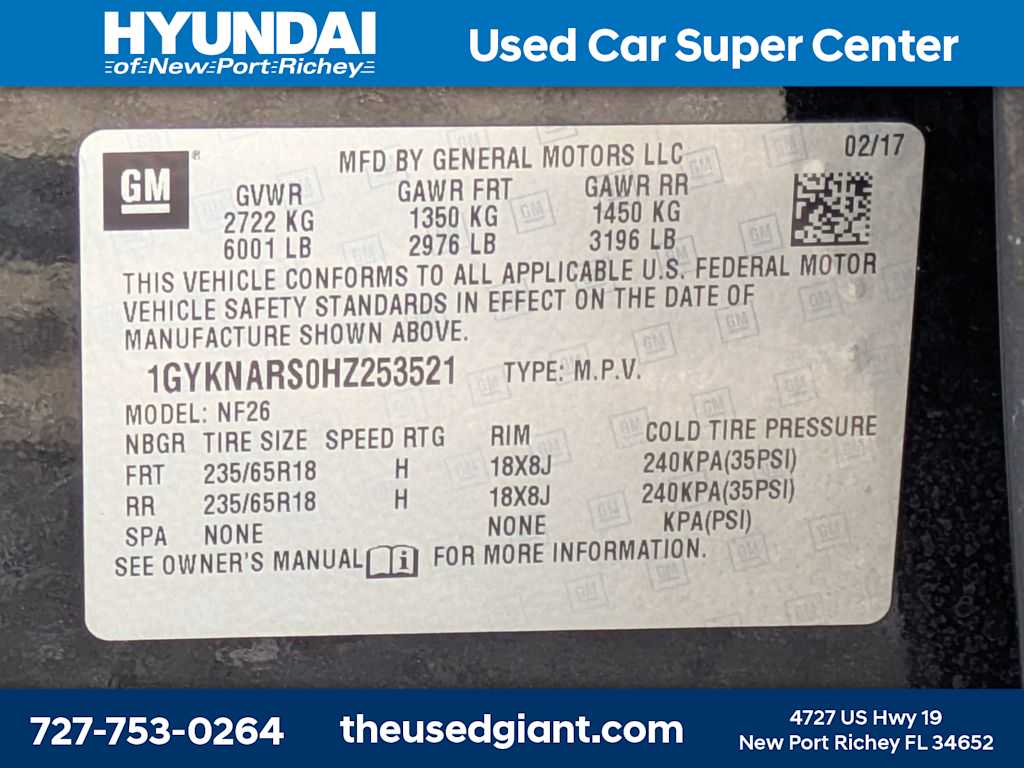 HYUNDAI
of New Port Richey
Used Car Super Center
GM ®
MFD BY GENERAL MOTORS LLC 02/17
GVWR GAWR FRT GAWR RR
2722 KG 1350 KG 1450 KG
6001 LB 2976 LB 3196 LB
THIS VEHICLE CONFORMS TO ALL APPLICABLE U.S. FEDERAL MOTOR
VEHICLE SAFETY STANDARDS IN EFFECT ON THE DATE OF
MANUFACTURE SHOWN ABOVE.
1GYKNARS0HZ253521 TYPE: M.P.V.
MODEL: NF26
NBGR TIRE SIZE SPEED RTG RIM COLD TIRE PRESSURE
FRT 235/65R18 H 18X8J 240KPA(35PSI)
RR 235/65R18 H 18X8J 240KPA(35PSI)
SPA NONE NONE KPA(PSI)
SEE OWNER'S MANUAL i FOR MORE INFORMATION.
727-753-0264
theusedgiant.com
4727 US Hwy 19
New Port Richey FL 34652